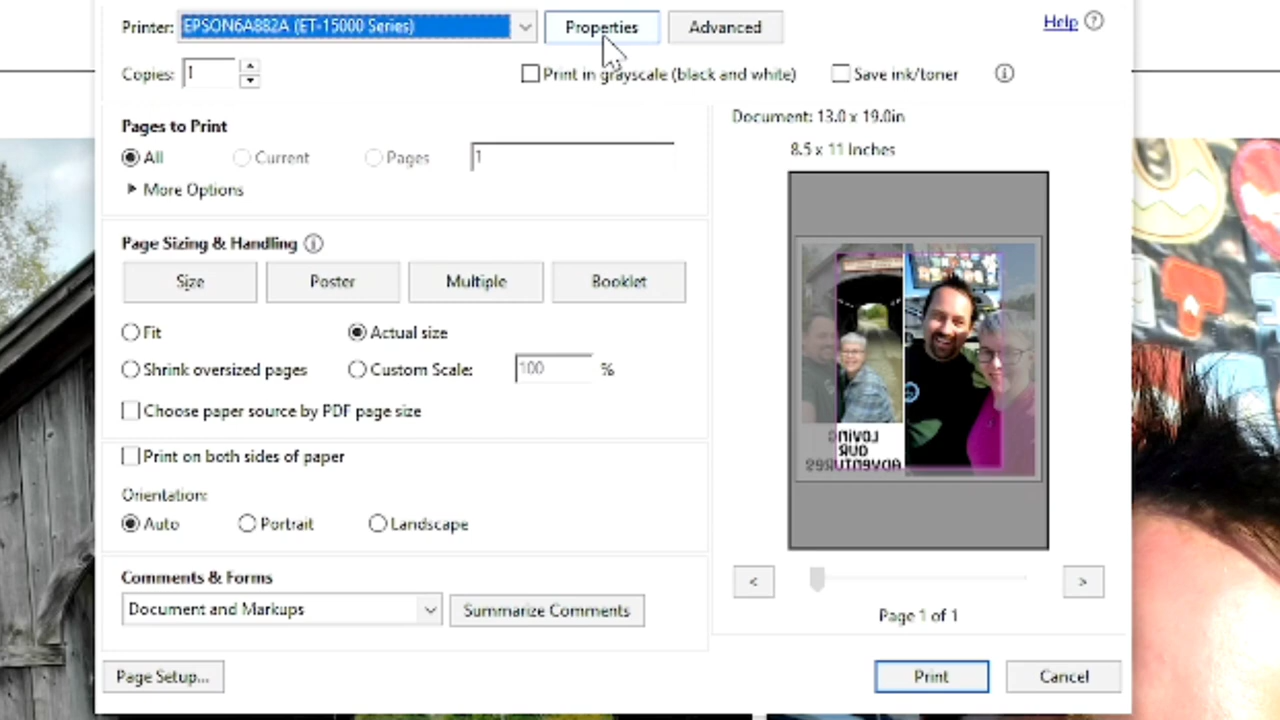 Printer: EPSON6A882A (ET-15000 Series) Properties Advanced Help
Copies: 1 Print in grayscale (black and white) Save ink/toner
Pages to Print
All Current Pages 1
More Options
Page Sizing & Handling
Size Poster Multiple Booklet
Fit Actual size
Shrink oversized pages Custom Scale: 100 %
Choose paper source by PDF page size
Print on both sides of paper
Orientation:
Auto Portrait Landscape
Comments & Forms
Document and Markups Summarize Comments
Page Setup...
Document: 13.0 x 19.0in
8.5 x 11 Inches
LOVING
OUR
ADVENTURES
< >
Page 1 of 1
Print Cancel